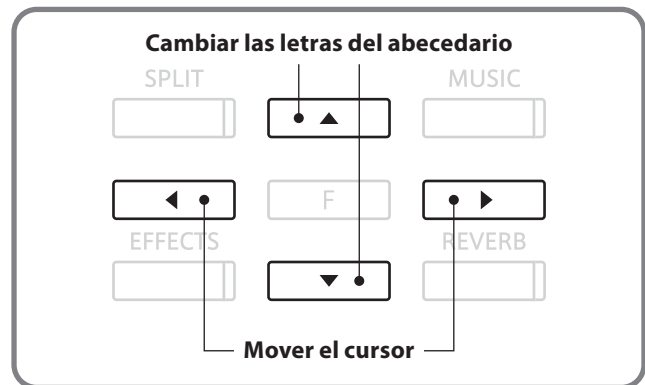 Cambiar las letras del abecedario
SPLIT MUSIC
F
EFFECTS REVERB
Mover el cursor